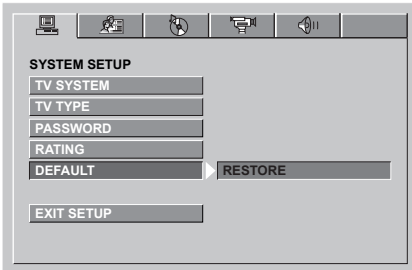 SYSTEM SETUP
TV SYSTEM
TV TYPE
PASSWORD
RATING
DEFAULT RESTORE
EXIT SETUP